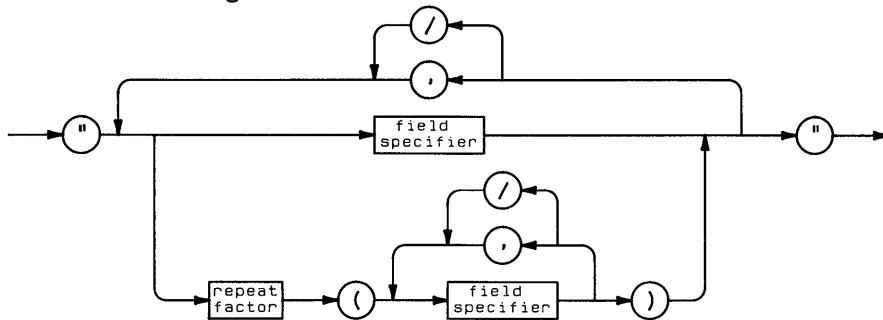 /
,
"
field
specifier
"
/
,
repeat
factor
(
field
specifier
)